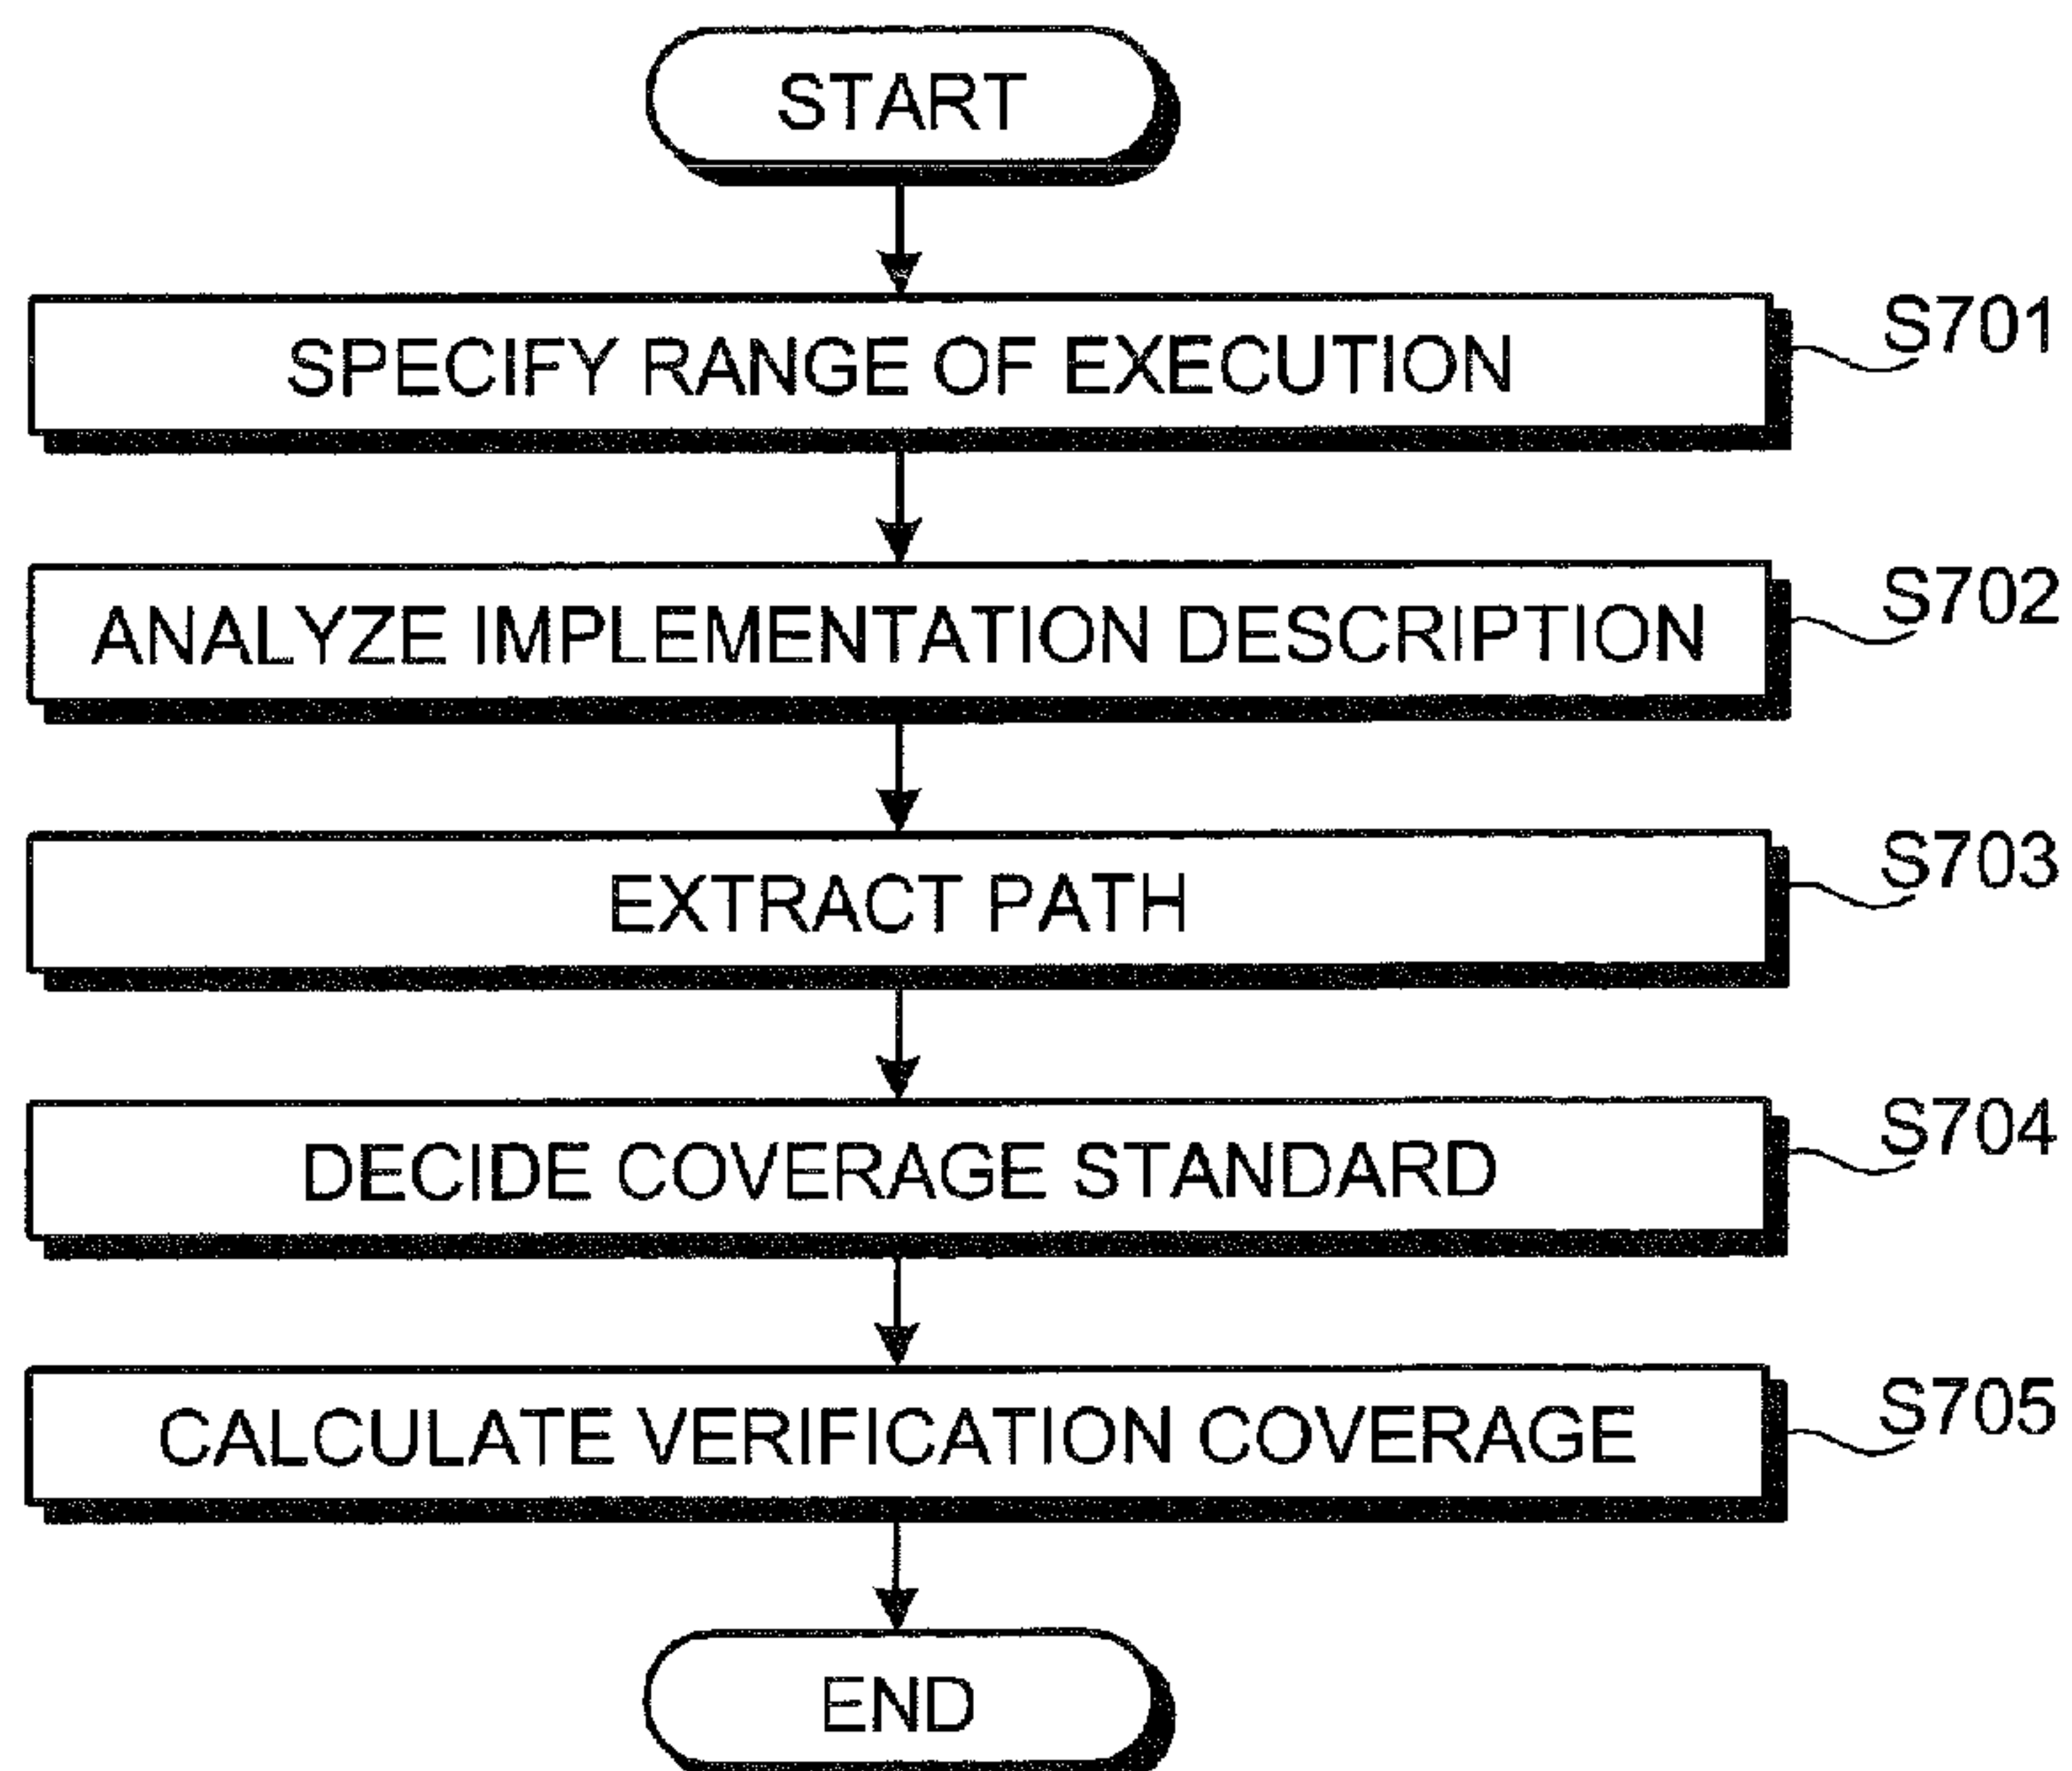 START
SPECIFY RANGE OF EXECUTION
S701
ANALYZE IMPLEMENTATION DESCRIPTION
S702
EXTRACT PATH
S703
DECIDE COVERAGE STANDARD
S704
CALCULATE VERIFICATION COVERAGE
S705
END